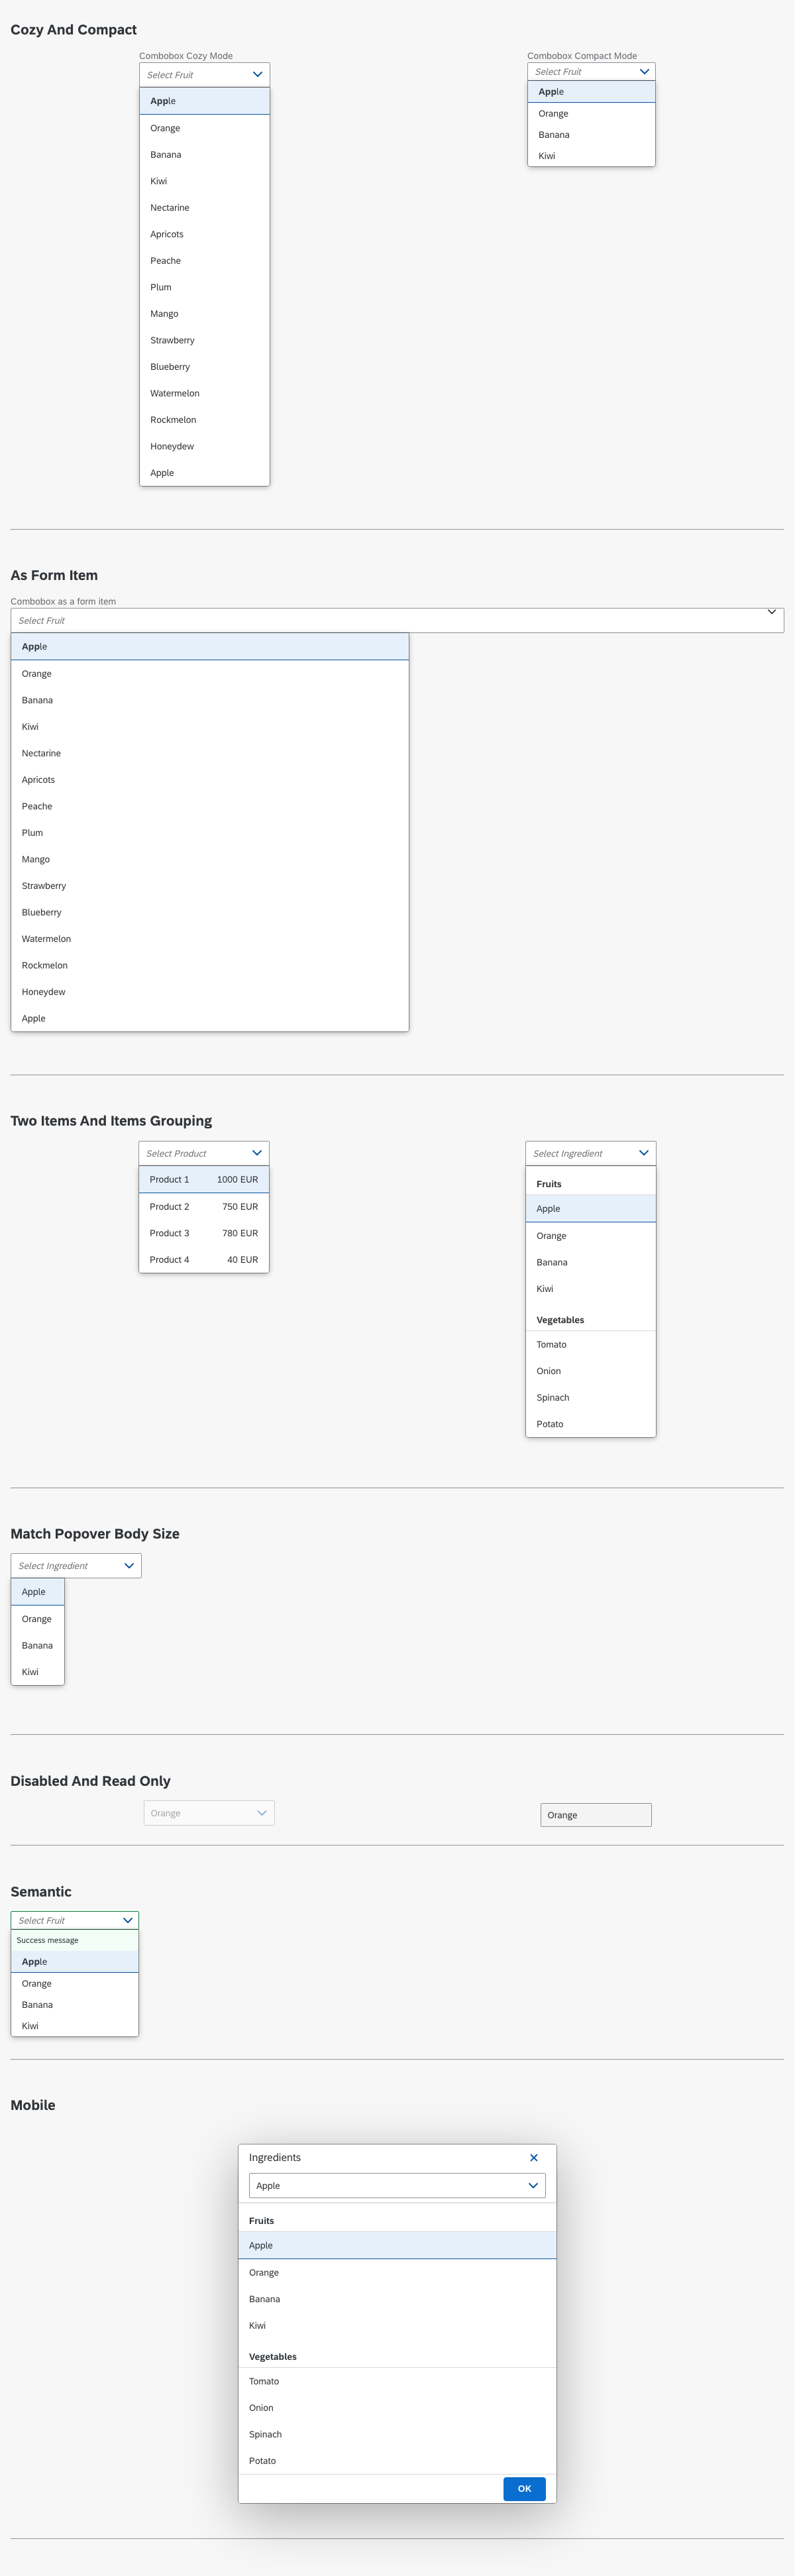 Cozy And Compact
Combobox Cozy Mode
Select Fruit
Apple
Orange
Banana
Kiwi
Nectarine
Apricots
Peache
Plum
Mango
Strawberry
Blueberry
Watermelon
Rockmelon
Honeydew
Apple
Combobox Compact Mode
Select Fruit
Apple
Orange
Banana
Kiwi
As Form Item
Combobox as a form item
Select Fruit
Apple
Orange
Banana
Kiwi
Nectarine
Apricots
Peache
Plum
Mango
Strawberry
Blueberry
Watermelon
Rockmelon
Honeydew
Apple
Two Items And Items Grouping
Select Product
Product 1 1000 EUR
Product 2 750 EUR
Product 3 780 EUR
Product 4 40 EUR
Select Ingredient
Fruits
Apple
Orange
Banana
Kiwi
Vegetables
Tomato
Onion
Spinach
Potato
Match Popover Body Size
Select Ingredient
Apple
Orange
Banana
Kiwi
Disabled And Read Only
Orange
Orange
Semantic
Select Fruit
Success message
Apple
Orange
Banana
Kiwi
Mobile
Ingredients
Apple
Fruits
Apple
Orange
Banana
Kiwi
Vegetables
Tomato
Onion
Spinach
Potato
OK